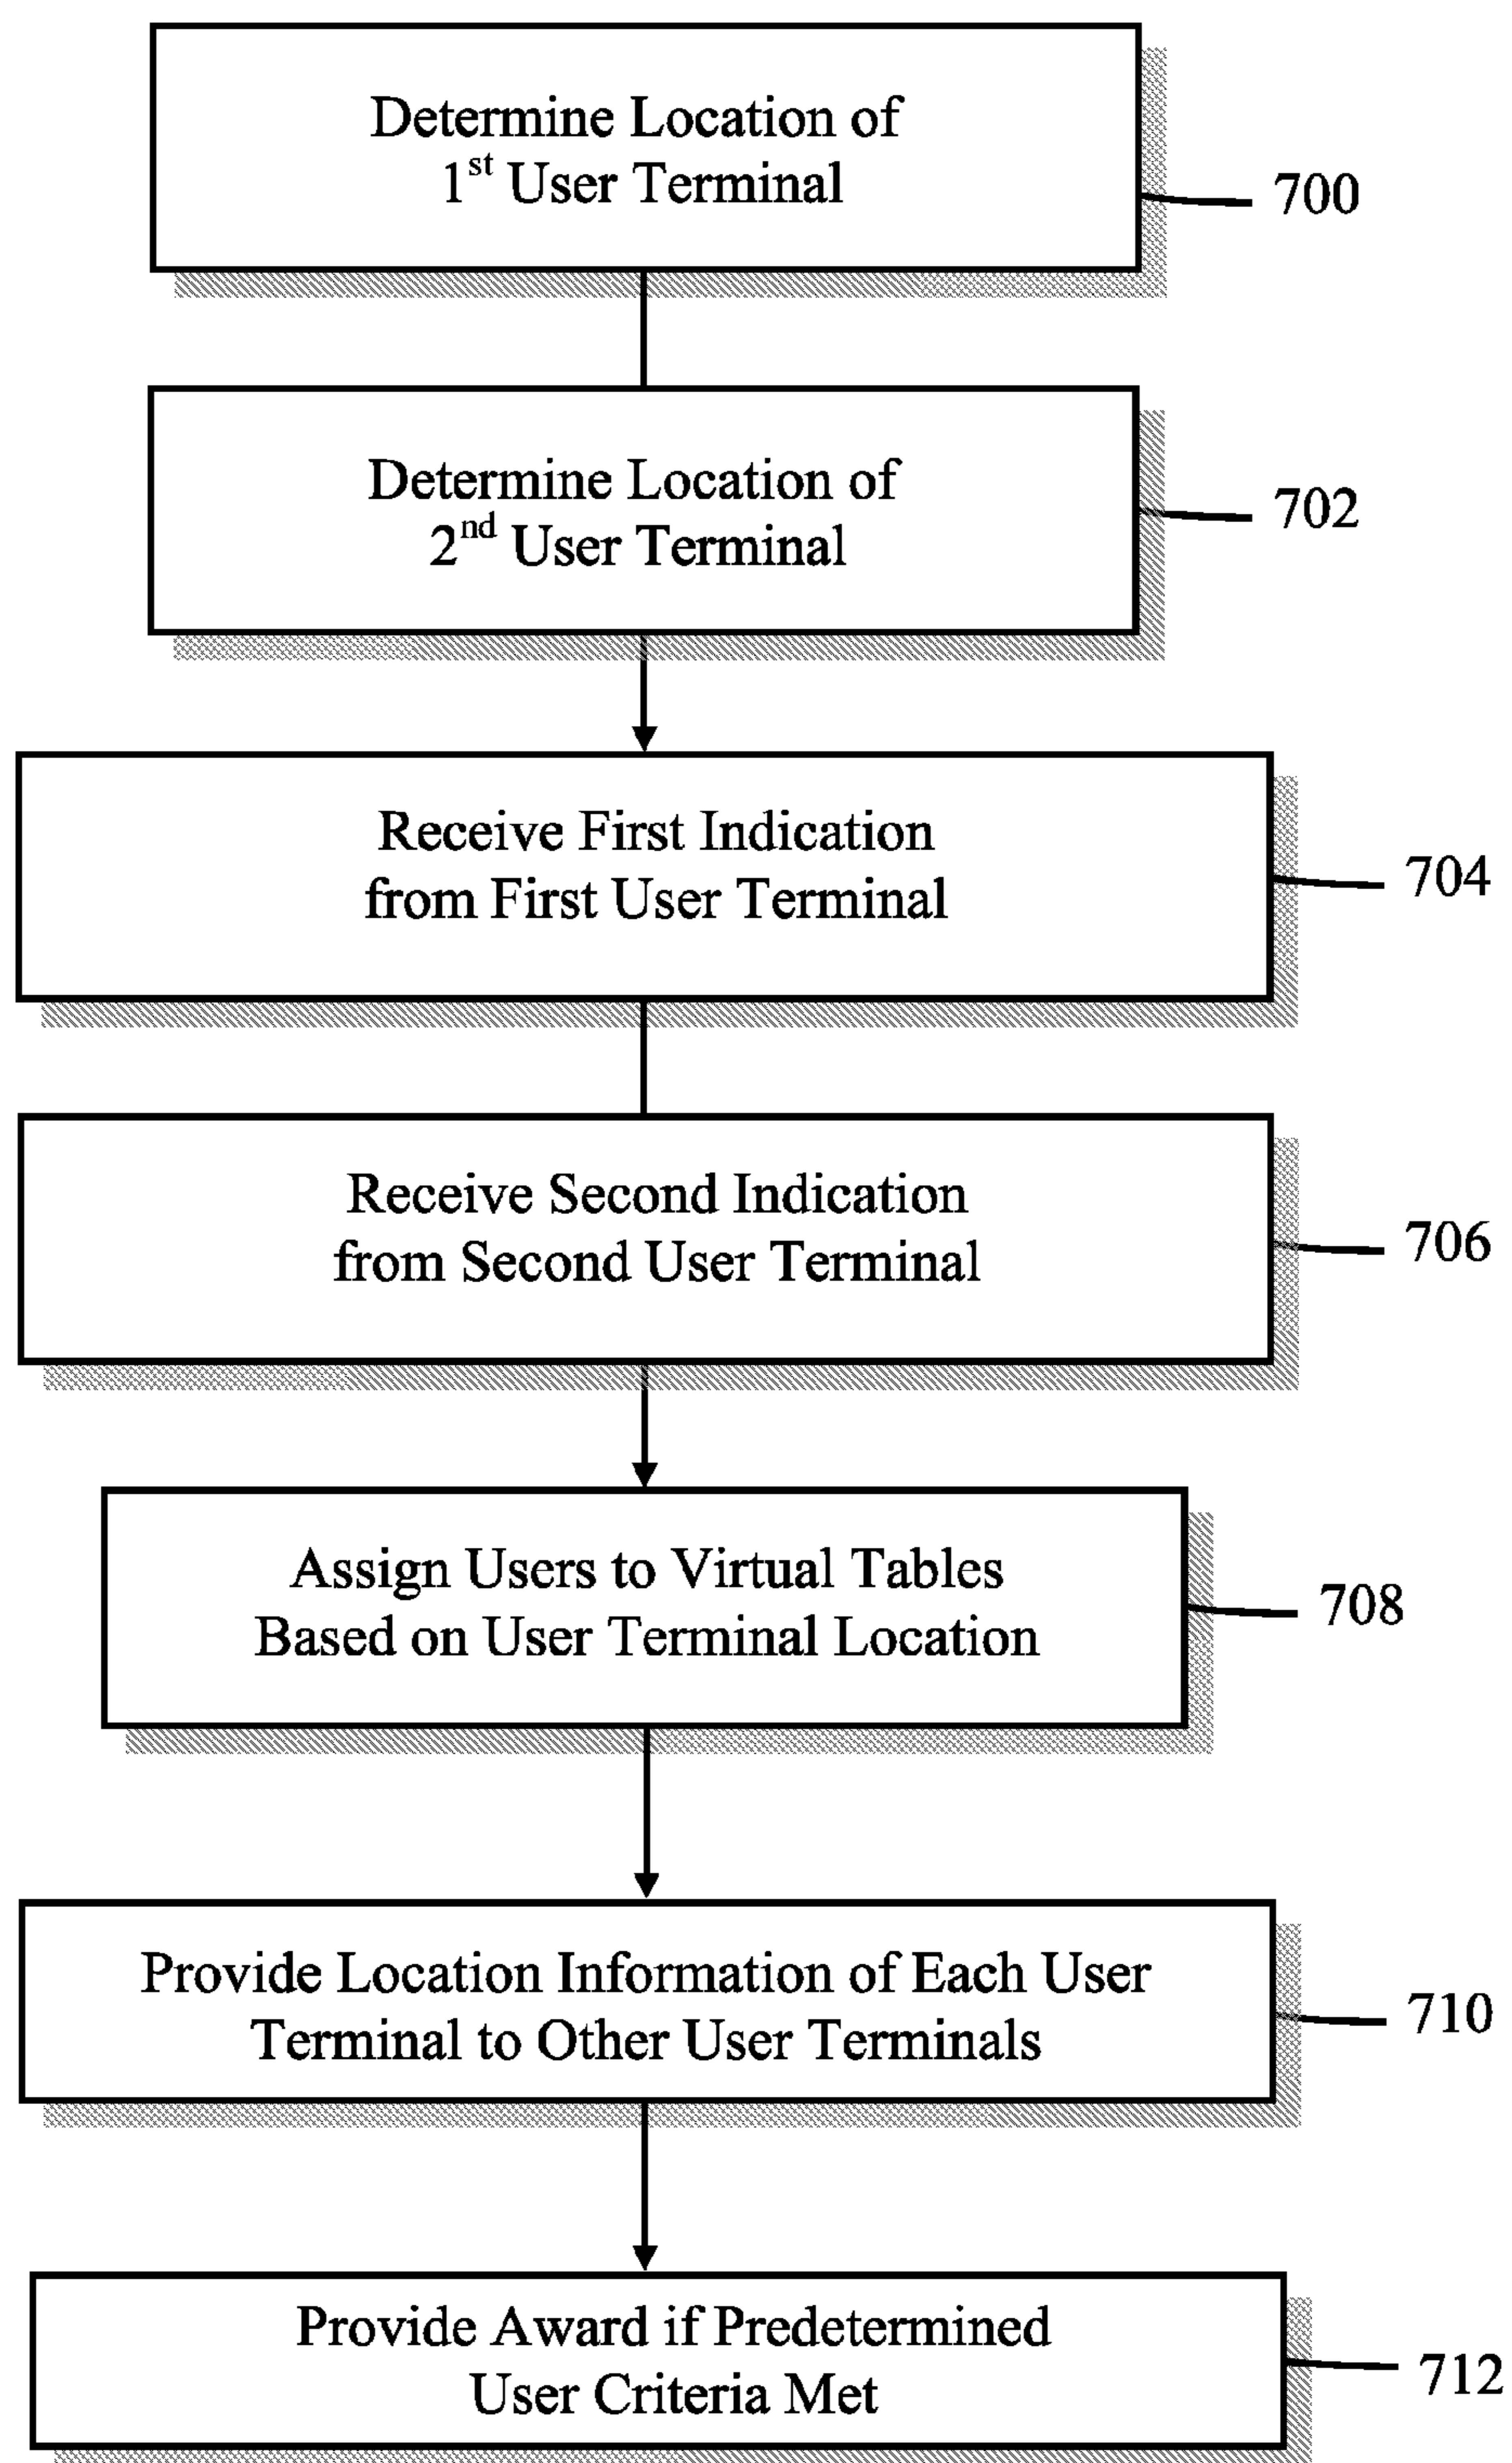 Determine Location of
1st User Terminal
700
Determine Location of
2nd User Terminal
702
Receive First Indication
from First User Terminal
704
Receive Second Indication
from Second User Terminal
706
Assign Users to Virtual Tables
Based on User Terminal Location
708
Provide Location Information of Each User
Terminal to Other User Terminals
710
Provide Award if Predetermined
User Criteria Met
712